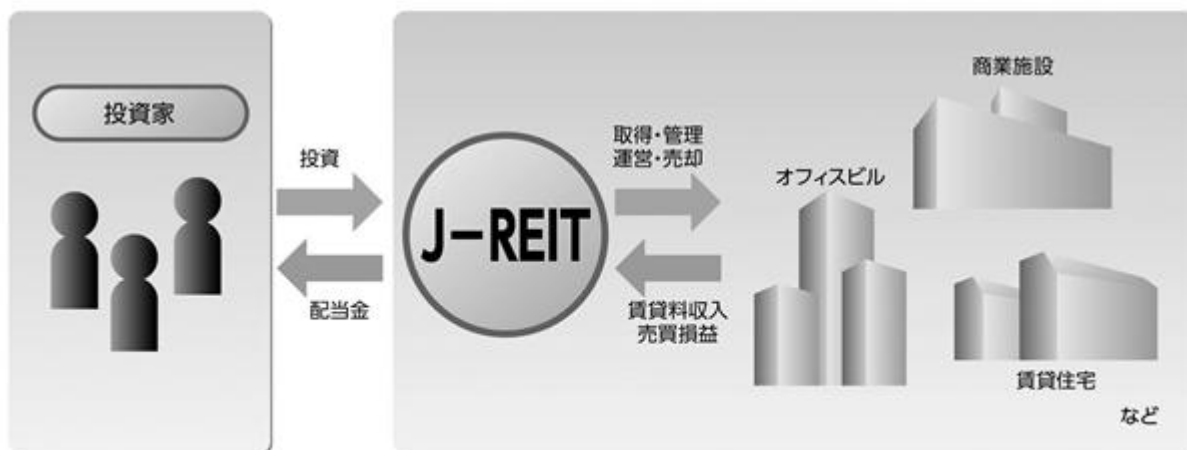 投資家
投資
配当金
J-REIT
取得・管理
運営・売却
賃貸料収入
売買損益
商業施設
オフィスビル
賃貸住宅
など